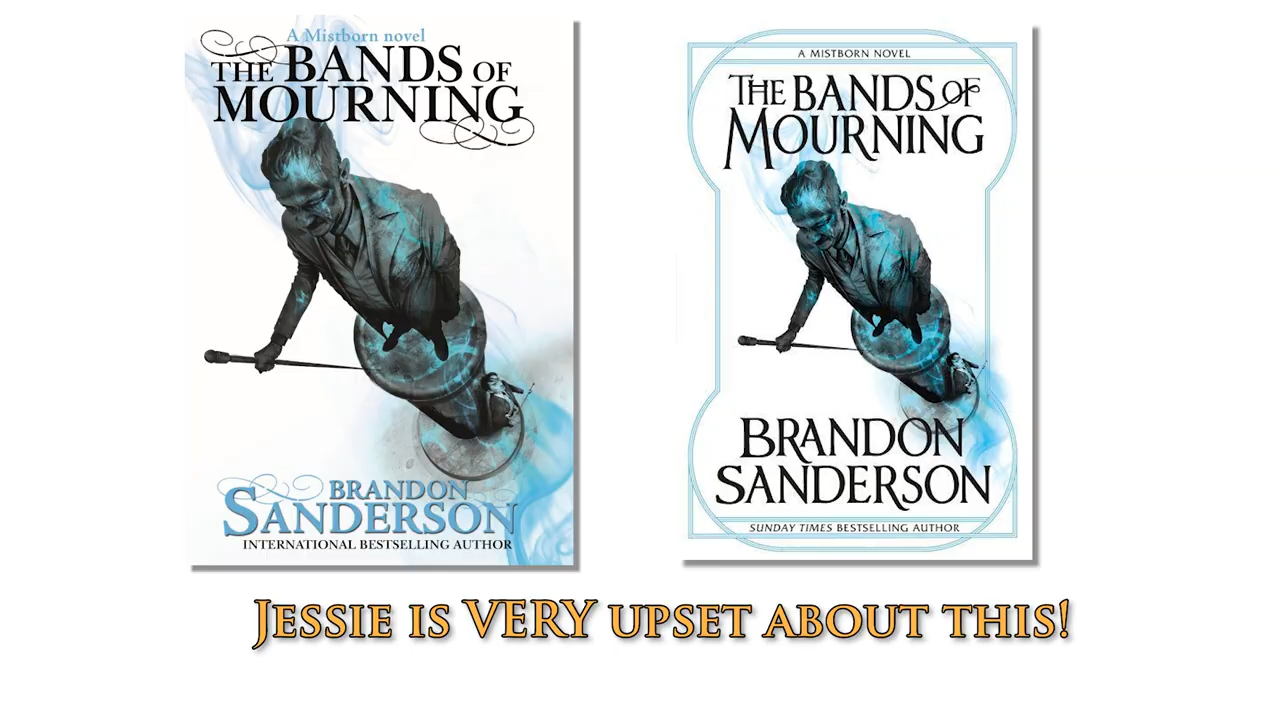 A Mistborn novel
THE BANDS OF
MOURNING
BRANDON
SANDERSON
INTERNATIONAL BESTSELLING AUTHOR
A MISTBORN NOVEL
THE BANDS OF
MOURNING
BRANDON
SANDERSON
SUNDAY TIMES BESTSELLING AUTHOR
JESSIE IS VERY UPSET ABOUT THIS!